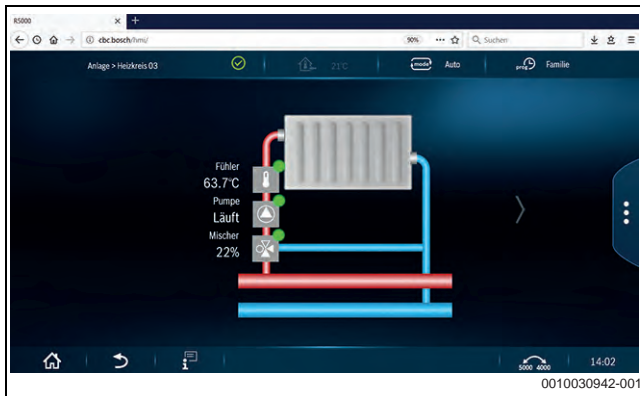 R5000
cbc.bosch/hmi/
90%
Suchen
Anlage > Heizkreis 03
21°C
mode
Auto
prog
Familie
Fühler
63.7°C
Pumpe
Läuft
Mischer
22%
5000 4000
14:02
0010030942-001